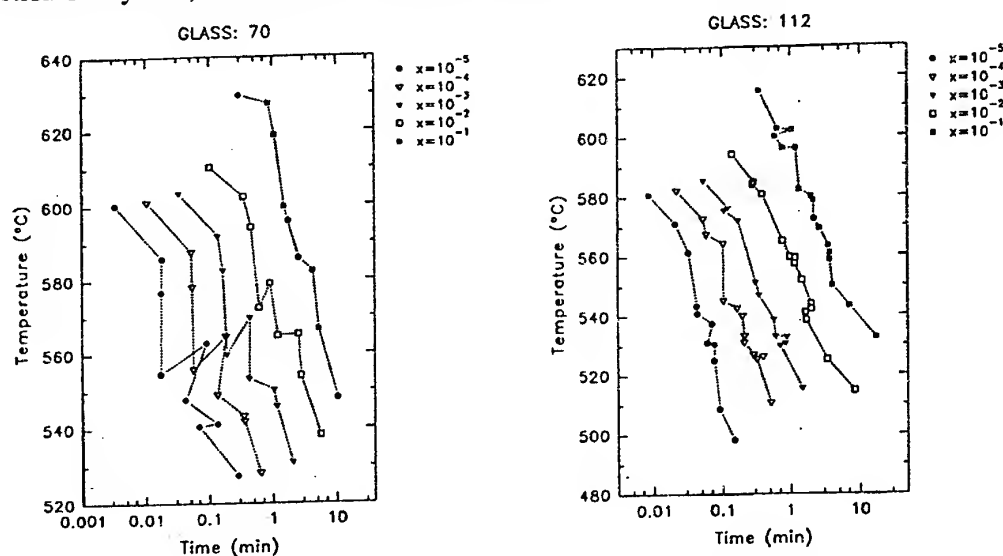 GLASS: 70
x=10⁻⁵
x=10⁻⁴
x=10⁻³
x=10⁻²
x=10⁻¹
640
620
600
580
560
540
520
Temperature (°C)
0.001
0.01
0.1
1
10
Time (min)
GLASS: 112
x=10⁻⁵
x=10⁻⁴
x=10⁻³
x=10⁻²
x=10⁻¹
620
600
580
560
540
520
500
480
Temperature (°C)
0.01
0.1
1
10
Time (min)